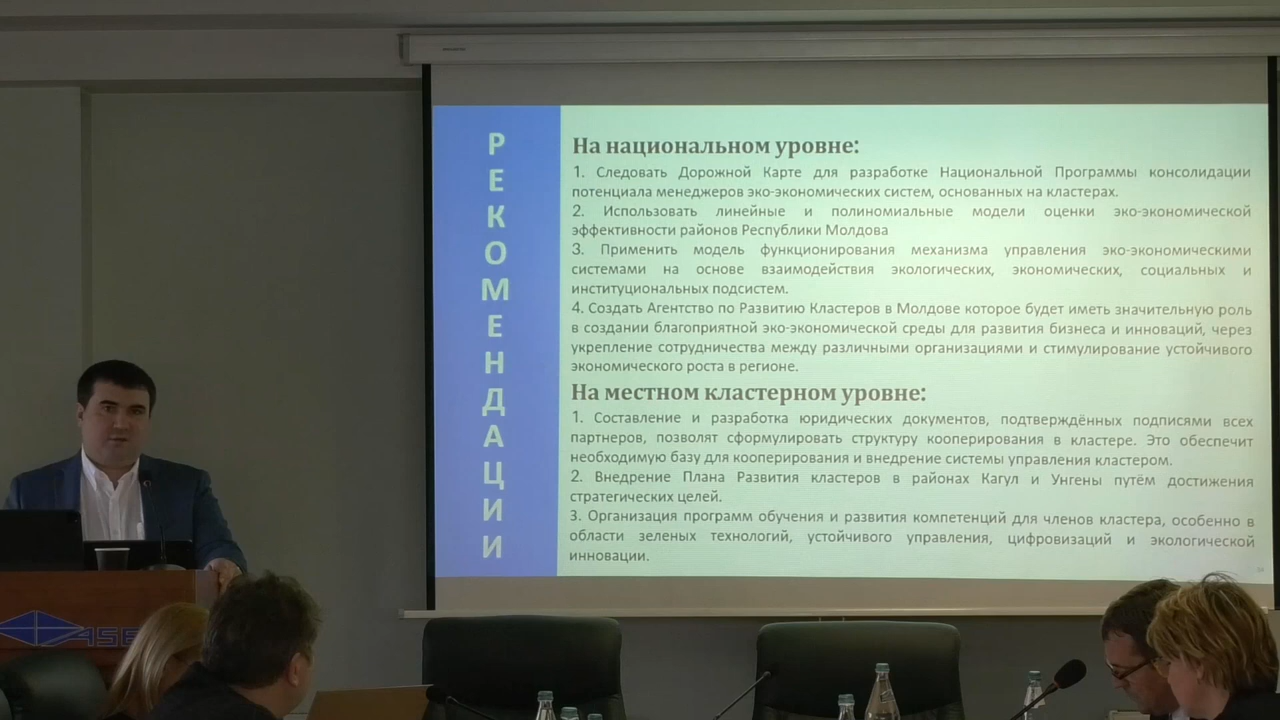 РЕКОМЕНДАЦИИ
На национальном уровне:
1. Следовать Дорожной Карте для разработке Национальной Программы консолидации
потенциала менеджеров эко-экономических систем, основанных на кластерах.
2. Использовать линейные и полиномиальные модели оценки эко-экономической
эффективности районов Республики Молдова
3. Применить модель функционирования механизма управления эко-экономическими
системами на основе взаимодействия экологических, экономических, социальных и
институциональных подсистем.
4. Создать Агентство по Развитию Кластеров в Молдове которое будет иметь значительную роль
в создании благоприятной эко-экономической среды для развития бизнеса и инноваций, через
укрепление сотрудничества между различными организациями и стимулирование устойчивого
экономического роста в регионе.
На местном кластерном уровне:
1. Составление и разработка юридических документов, подтверждённых подписями всех
партнеров, позволят сформулировать структуру кооперирования в кластере. Это обеспечит
необходимую базу для кооперирования и внедрение системы управления кластером.
2. Внедрение Плана Развития кластеров в районах Кагул и Унгены путём достижения
стратегических целей.
3. Организация программ обучения и развития компетенций для членов кластера, особенно в
области зеленых технологий, устойчивого управления, цифровизаций и экологической
инновации.